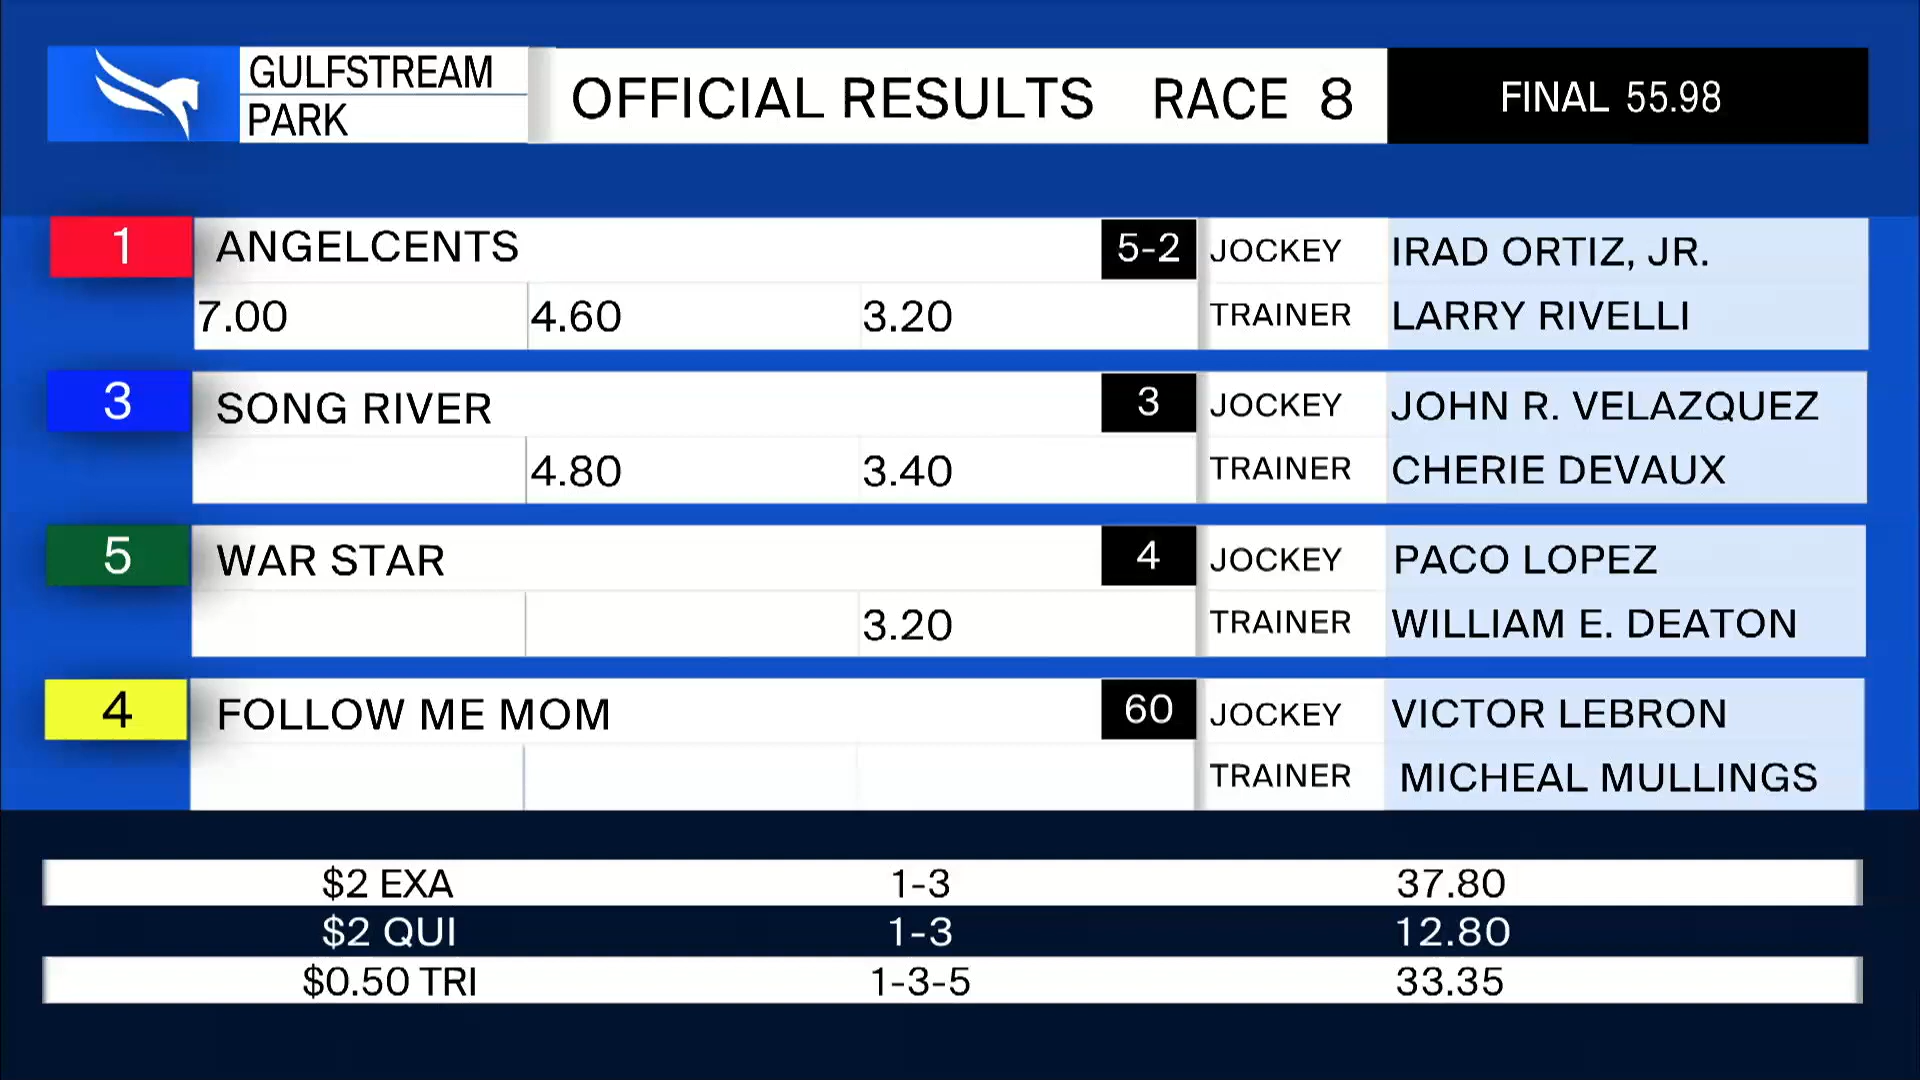 GULFSTREAM
PARK
OFFICIAL RESULTS RACE 8
FINAL 55.98
1 ANGELCENTS 5-2 JOCKEY IRAD ORTIZ, JR.
7.00 4.60 3.20 TRAINER LARRY RIVELLI
3 SONG RIVER 3 JOCKEY JOHN R. VELAZQUEZ
4.80 3.40 TRAINER CHERIE DEVAUX
5 WAR STAR 4 JOCKEY PACO LOPEZ
3.20 TRAINER WILLIAM E. DEATON
4 FOLLOW ME MOM 60 JOCKEY VICTOR LEBRON
TRAINER MICHEAL MULLINGS
$2 EXA 1-3 37.80
$2 QUI 1-3 12.80
$0.50 TRI 1-3-5 33.35